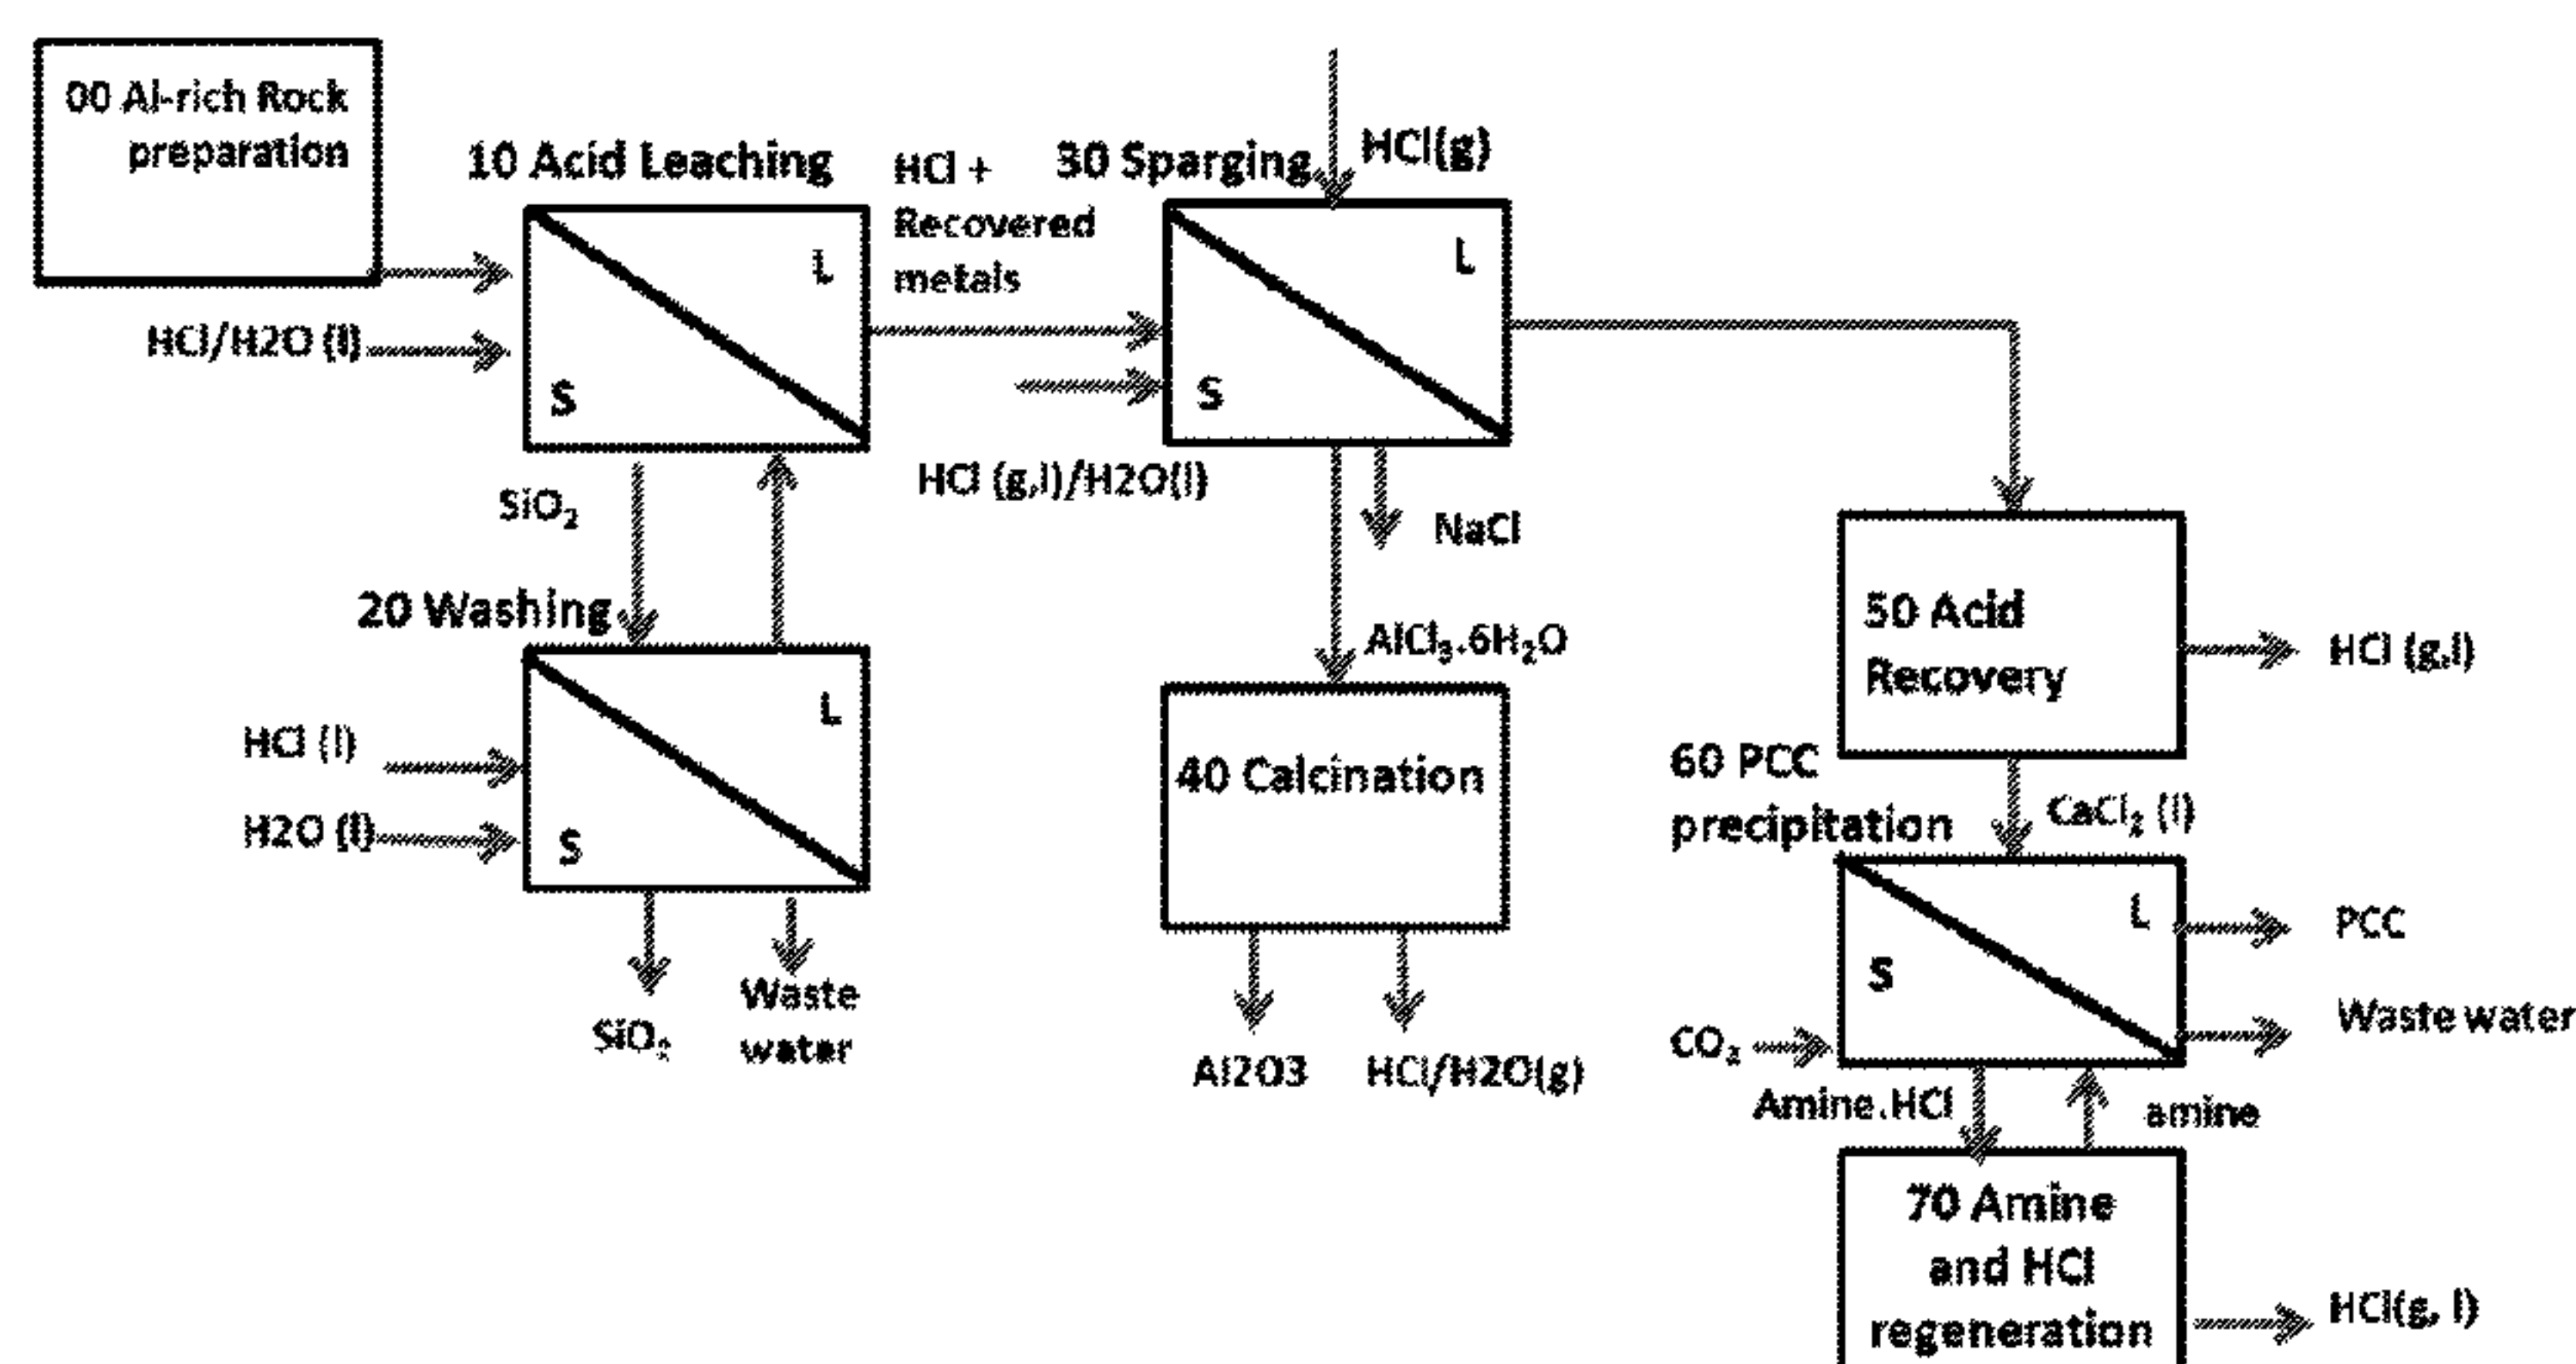 00 Al-rich Rock
preparation
10 Acid Leaching
HCl +
Recovered
metals
30 Sparging
HCl(g)
HCl/H2O (l)
L
S
L
S
HCl (g,l)/H2O(l)
SiO₂
NaCl
20 Washing
AlCl₃.6H₂O
50 Acid
Recovery
HCl (g,l)
HCl (l)
H2O (l)
L
S
40 Calcination
60 PCC
precipitation
CaCl₂ (l)
SiO₂
Waste
water
Al2O3
HCl/H2O(g)
L
S
PCC
Waste water
CO₂
Amine.HCl
amine
70 Amine
and HCl
regeneration
HCl(g, l)